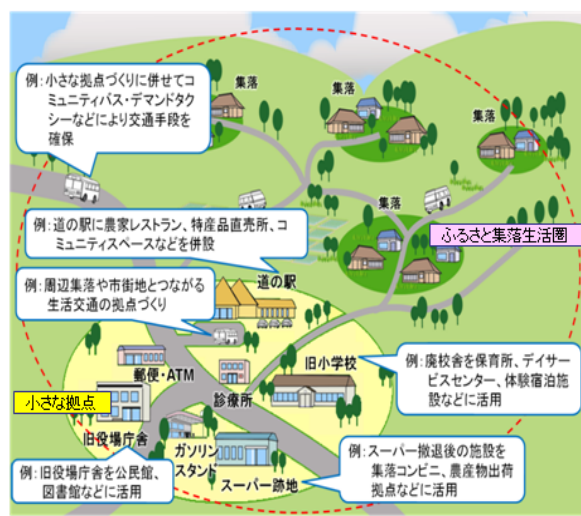 例：小さな拠点づくりに併せてコ
ミュニティバス・デマンドタク
シーなどにより交通手段を
確保
集落
集落
集落
集落
例：道の駅に農家レストラン、特産品直売所、コ
ミュニティスペースなどを併設
ふるさと集落生活圏
道の駅
例：周辺集落や市街地とつながる
生活交通の拠点づくり
旧小学校
例：廃校舎を保育所、デイサー
ビスセンター、体験宿泊施
設などに活用
郵便・ATM
診療所
小さな拠点
旧役場庁舎
ガソリン
スタンド
例：旧役場庁舎を公民館、
図書館などに活用
スーパー跡地
例：スーパー撤退後の施設を
集落コンビニ、農産物出荷
拠点などに活用